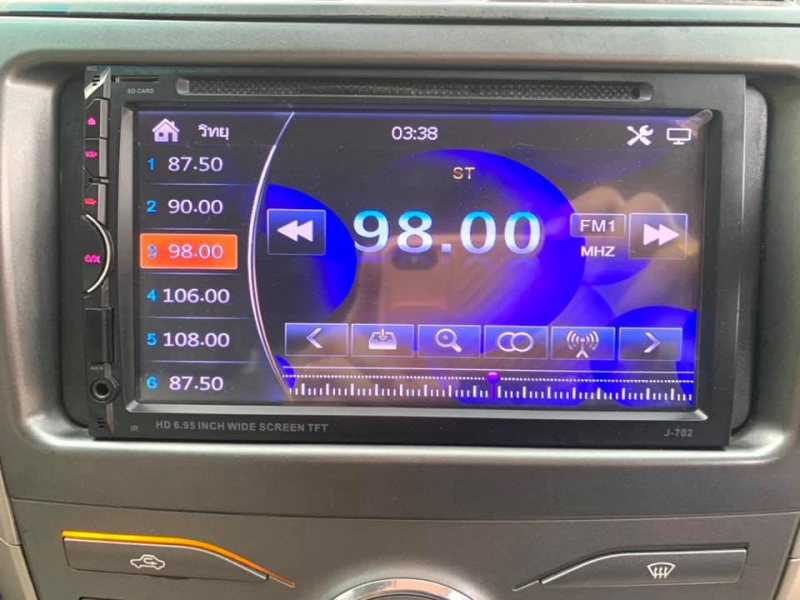 SD CARD
วิทยุ
03:38
1 87.50
ST
2 90.00
98.00
FM1
MHZ
3 98.00
4 106.00
5 108.00
6 87.50
IR
HD 6.95 INCH WIDE SCREEN TFT
J-702